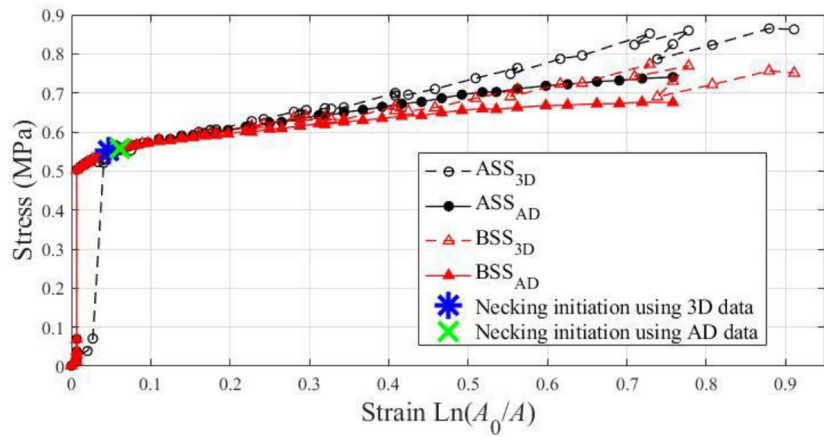 0.9
0.8
0.7
0.6
0.5
0.4
0.3
0.2
0.1
0
Stress (MPa)
ASS3D
ASSAD
BSS3D
BSSAD
Necking initiation using 3D data
Necking initiation using AD data
0 0.1 0.2 0.3 0.4 0.5 0.6 0.7 0.8 0.9
Strain Ln(A0/A)